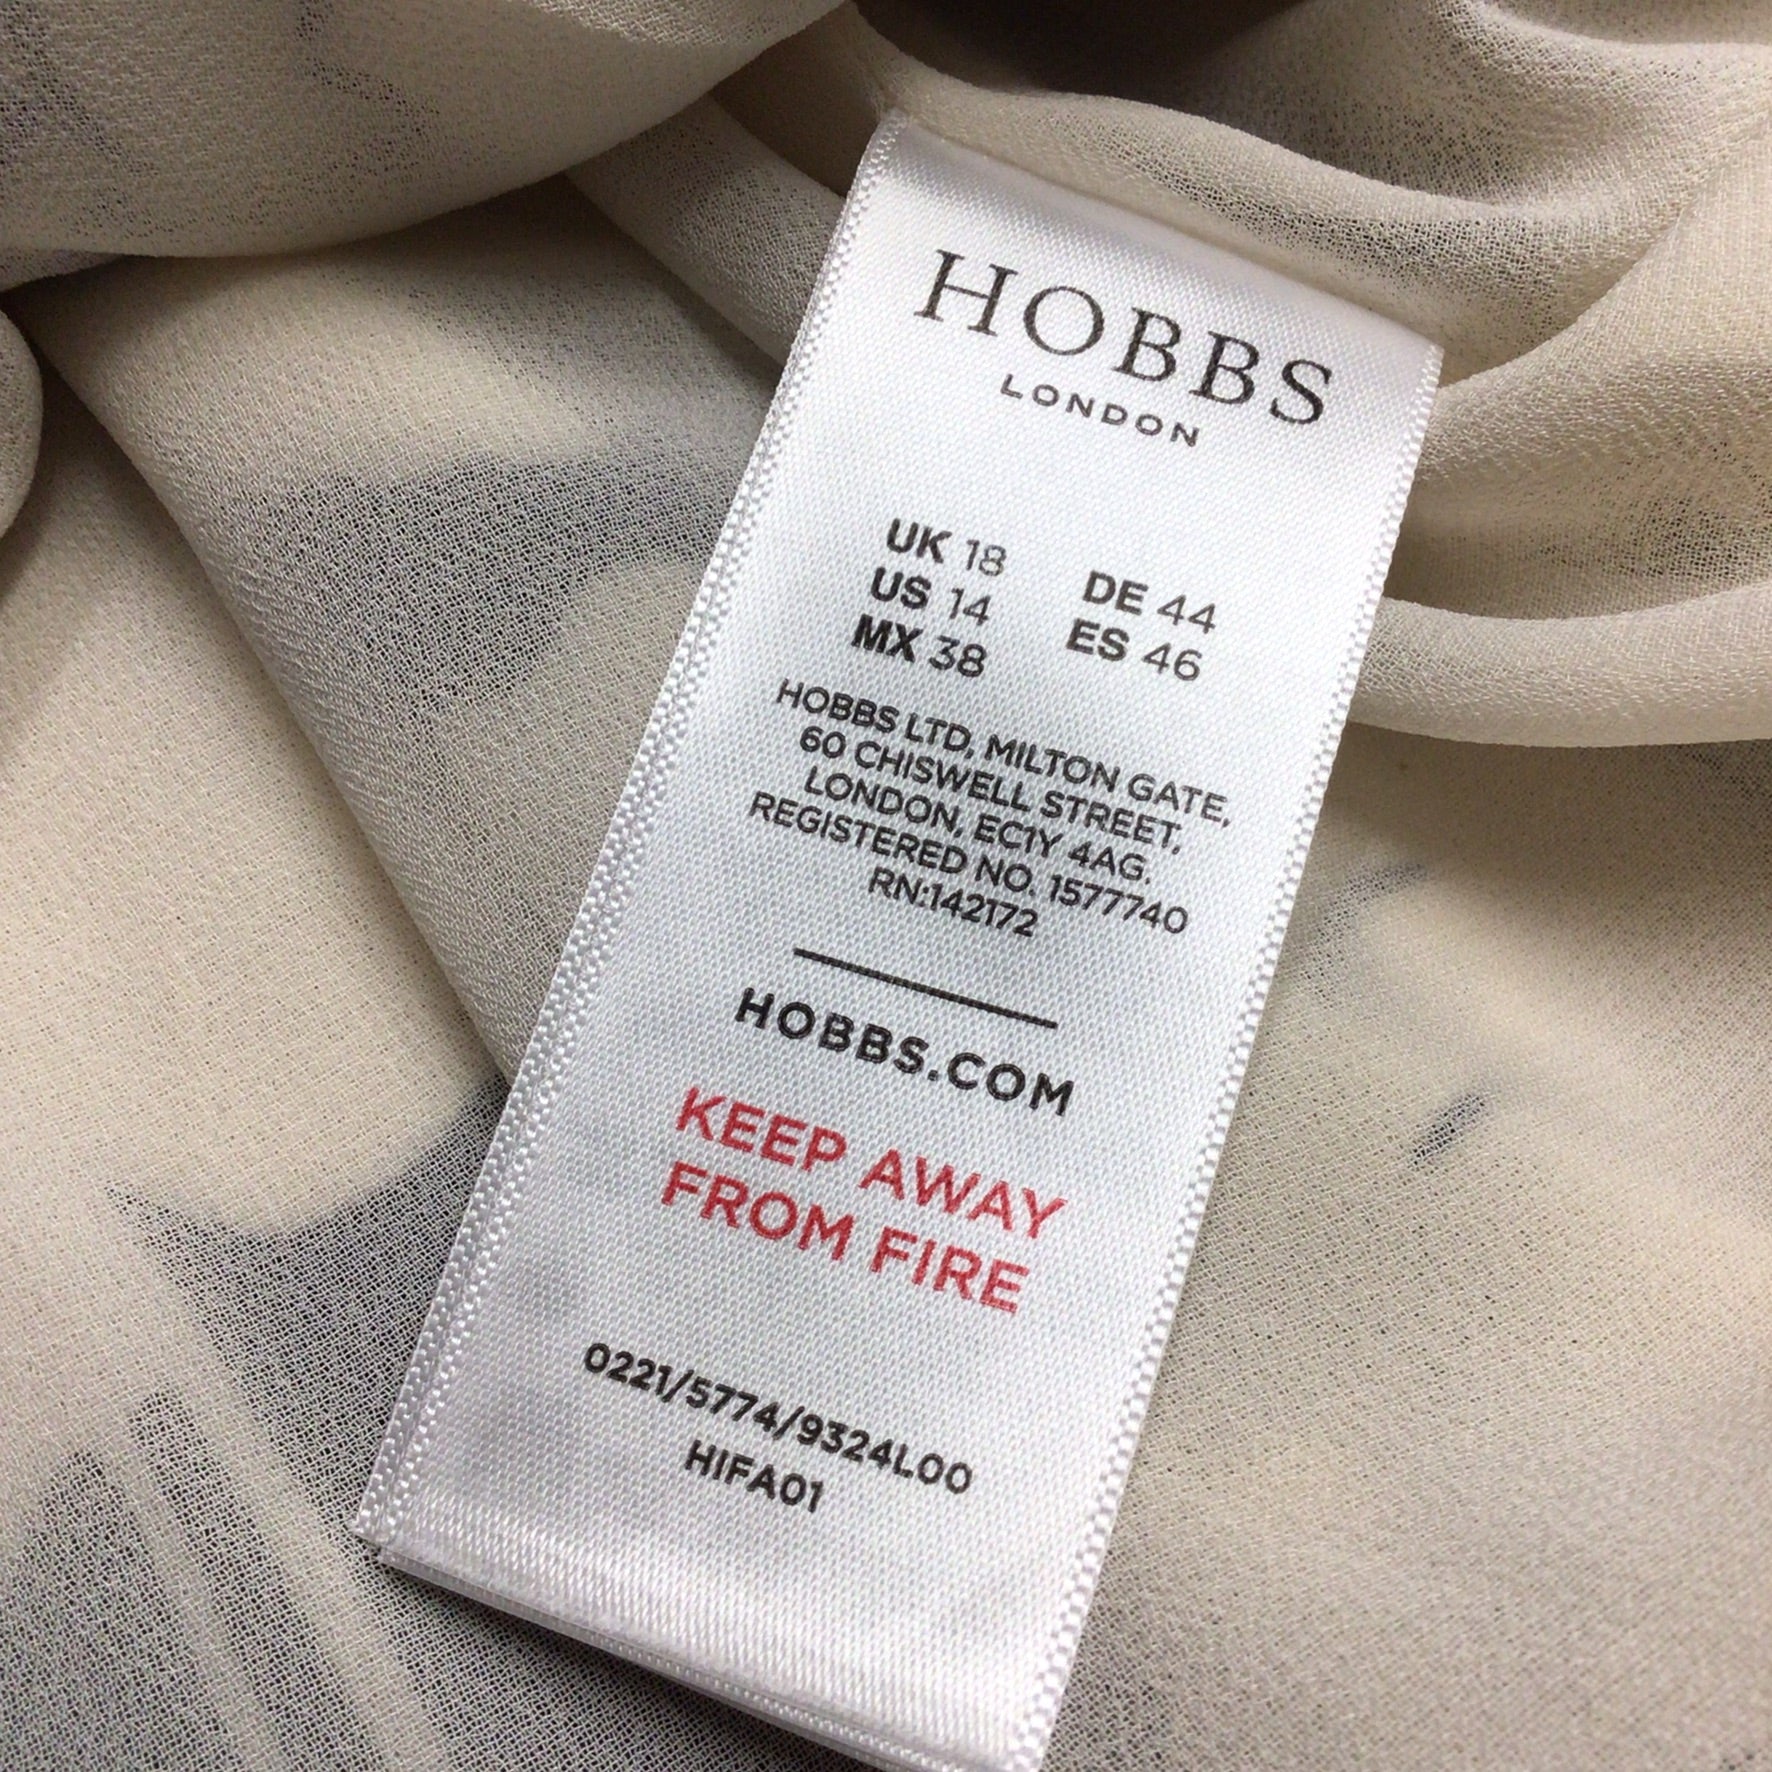 HOBBS
LONDON
UK 18 DE 44
US 14 ES 46
MX 38
HOBBS LTD, MILTON GATE,
60 CHISWELL STREET,
LONDON, EC1Y 4AG.
REGISTERED NO. 1577740
RN:142172
HOBBS.COM
KEEP AWAY
FROM FIRE
0221/5774/9324L00
HIFA01